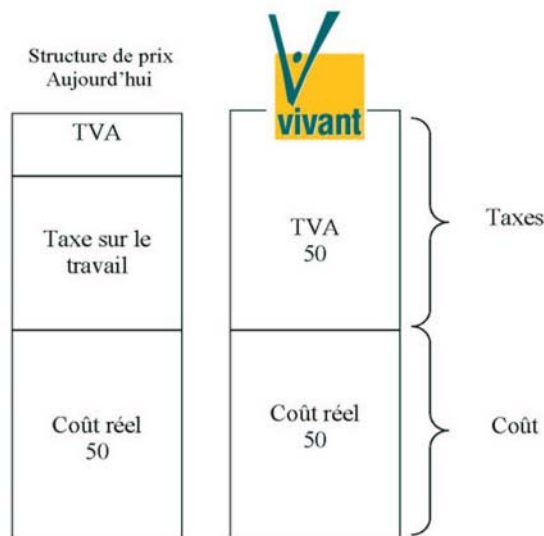 Structure de prix
Aujourd'hui
TVA
Taxe sur le
travail
Coût réel
50
vivant
TVA
50
Coût réel
50
Taxes
Coût